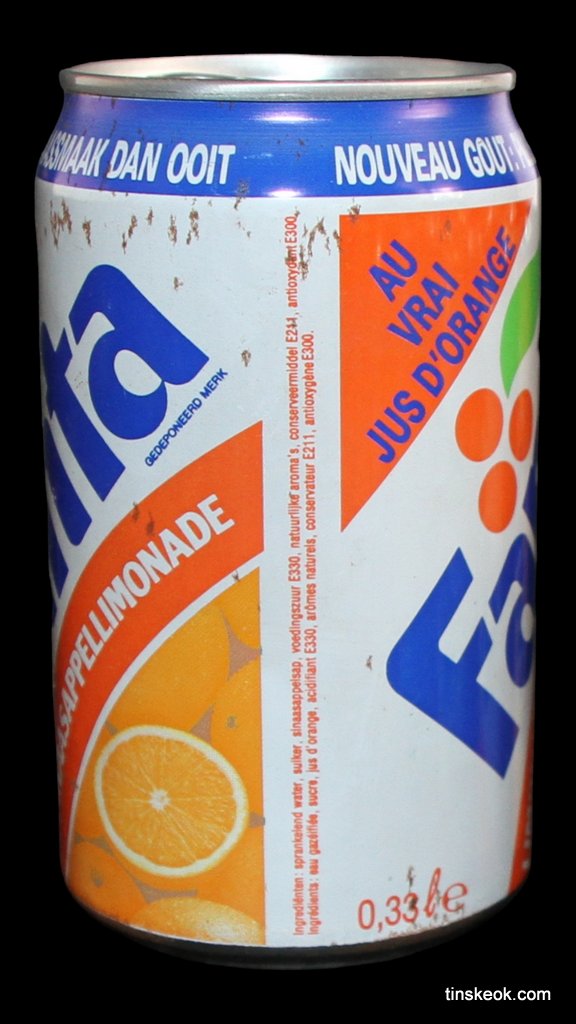 SMAAK DAN OOIT
NOUVEAU GOUT:
ta
GEDEPONEERD MERK
SAPPELLIMONADE
Ingrediënten: sprankelend water, suiker, sinaasappelsap, voedingszuur E330, natuurlijke aroma's, conserveermiddel E211, antioxydant E300.
Ingrédients: eau gazéifiée, sucre, jus d'orange, acidifiant E330, arômes naturels, conservateur E211, antioxygène E300.
AU
VRAI
JUS D'ORANGE
Fa
0,33 l e
tinskeok.com